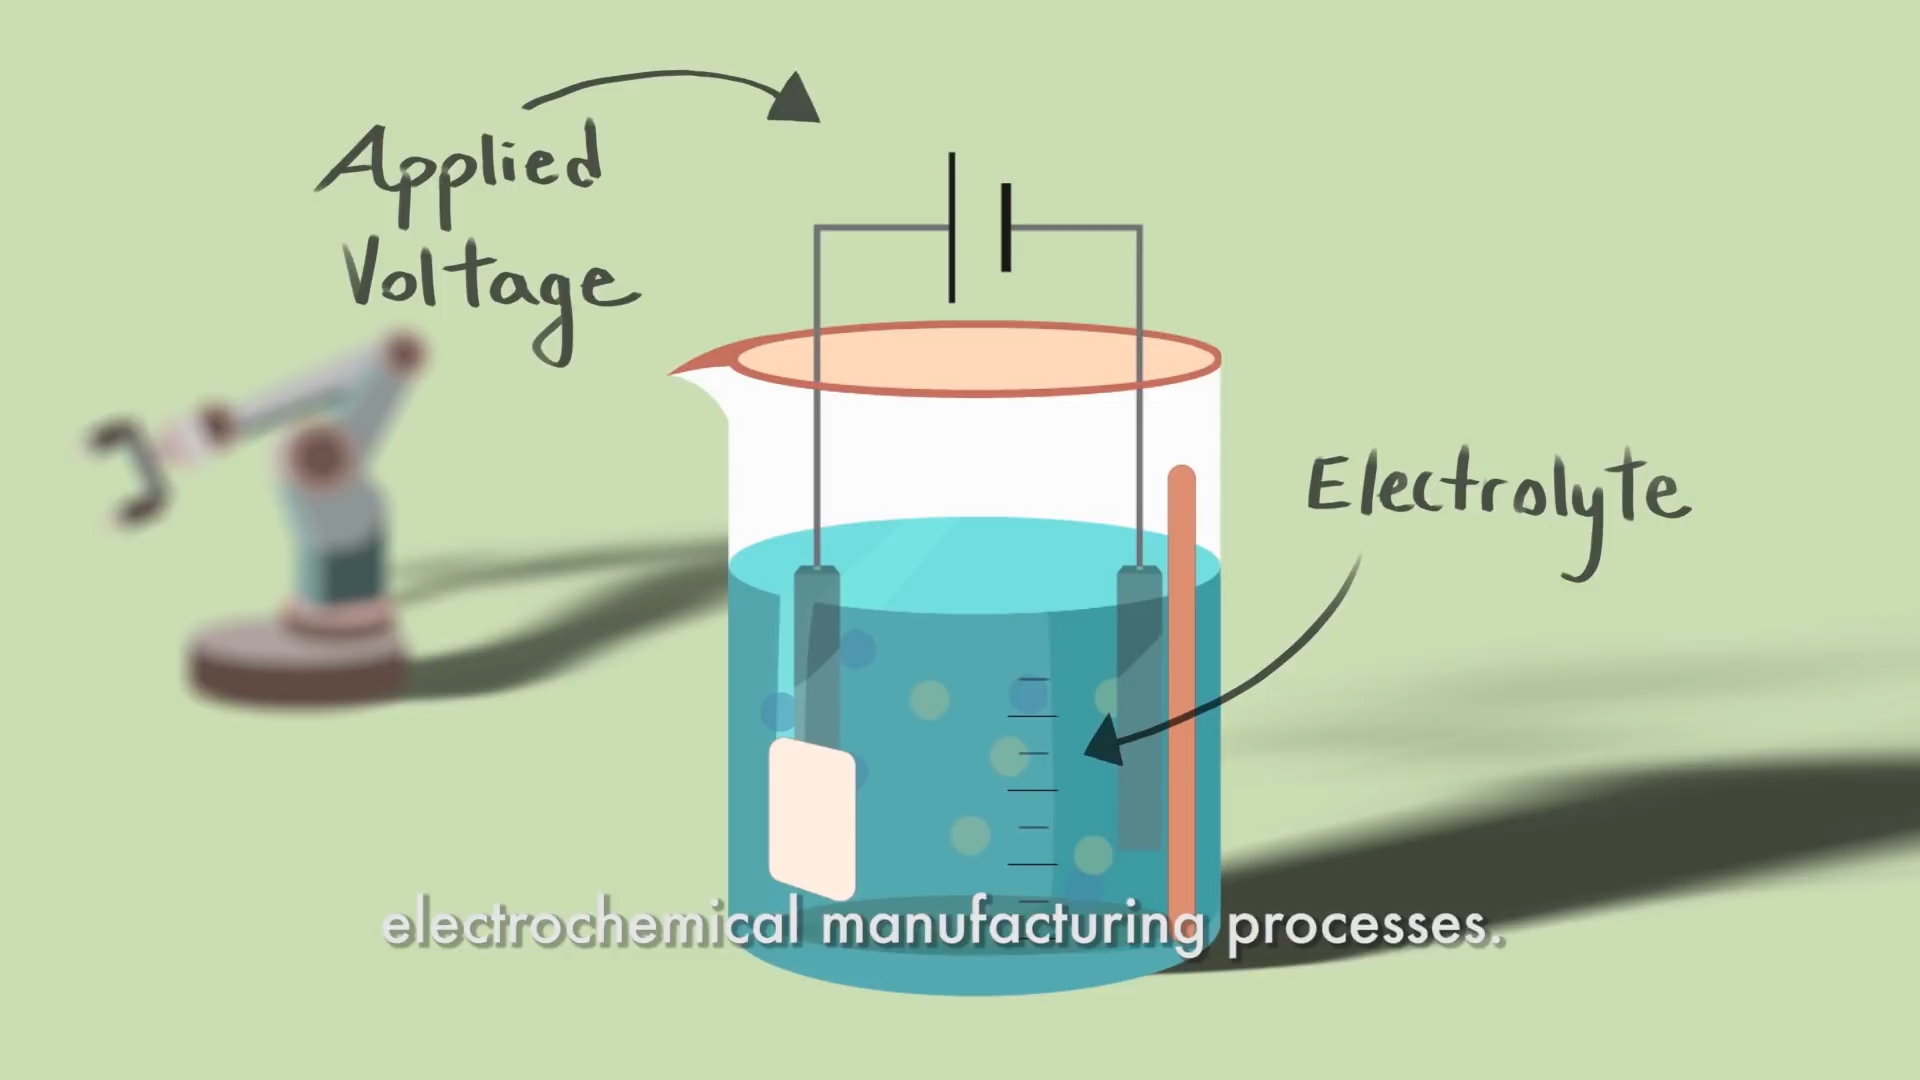 Applied
Voltage
Electrolyte
electrochemical manufacturing processes.